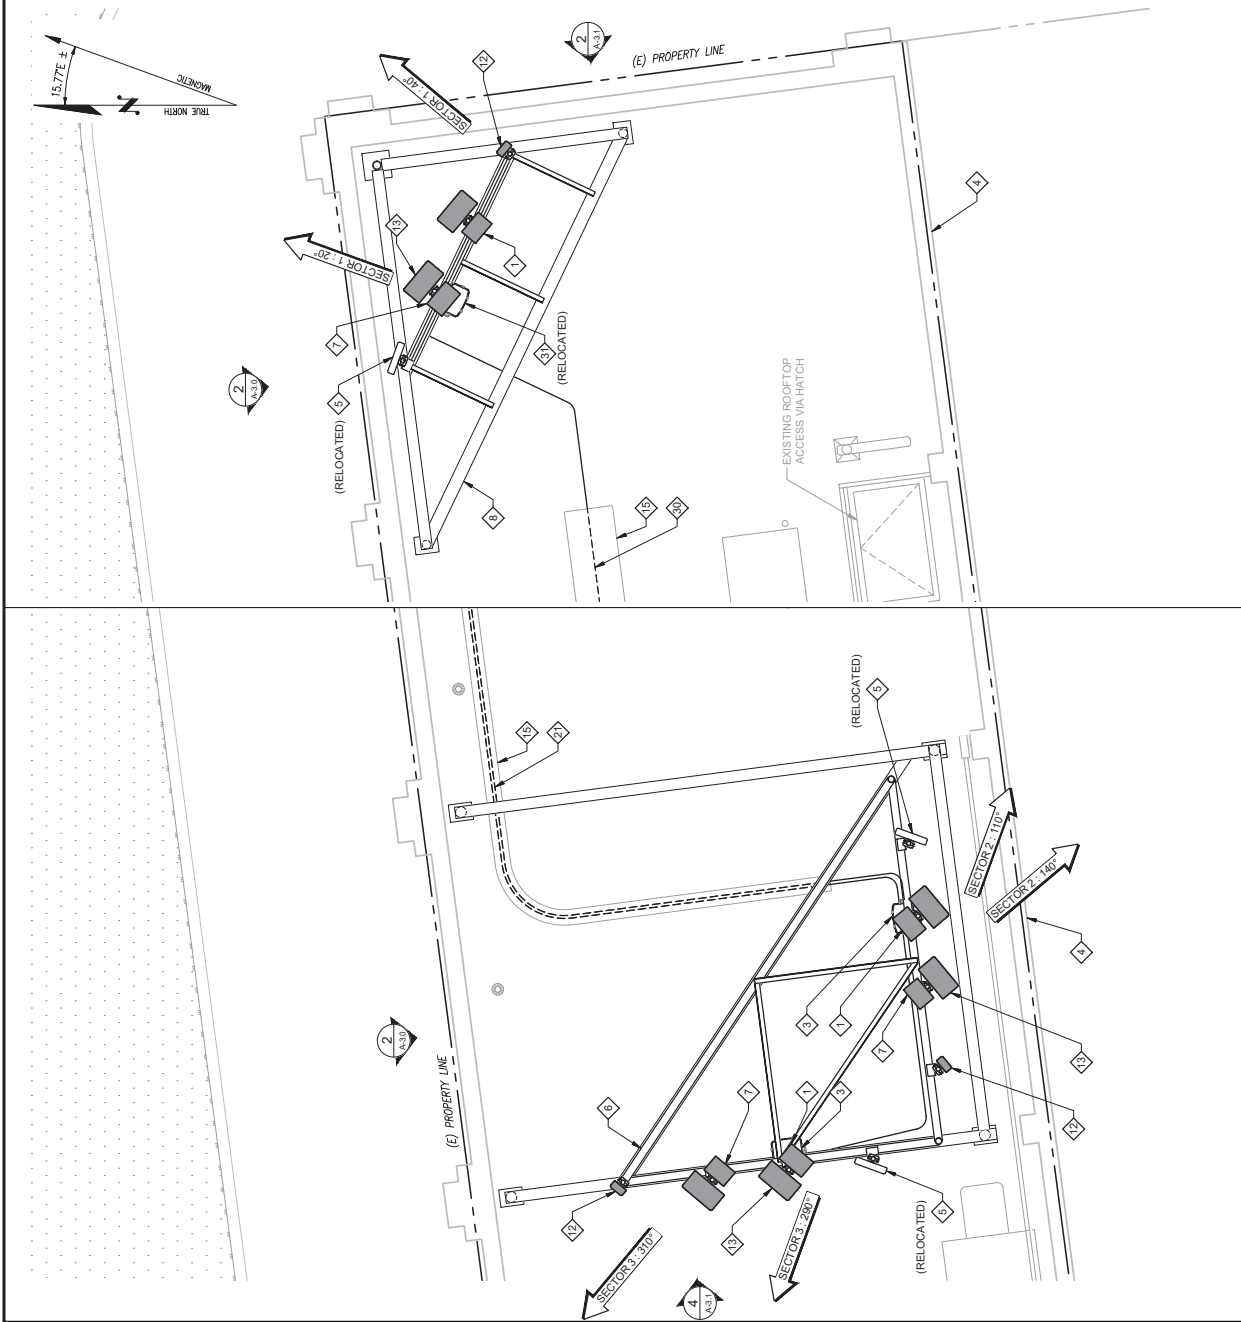 15.77'E ±
MAGNETIC
TRUE NORTH
SECTOR 1 : 40°
12
2
A-3.1
(E) PROPERTY LINE
4
13
1
SECTOR 1 : 20°
7
31
(RELOCATED)
2
A-3.0
5
(RELOCATED)
8
15
30
EXISTING ROOFTOP
ACCESS VIA HATCH
15
21
(RELOCATED)
5
SECTOR 2 : 110°
SECTOR 2 : 140°
4
3
1
7
13
12
2
A-3.0
(E) PROPERTY LINE
6
7
1
3
12
13
5
(RELOCATED)
SECTOR 3 : 310°
SECTOR 3 : 290°
4
A-3.1